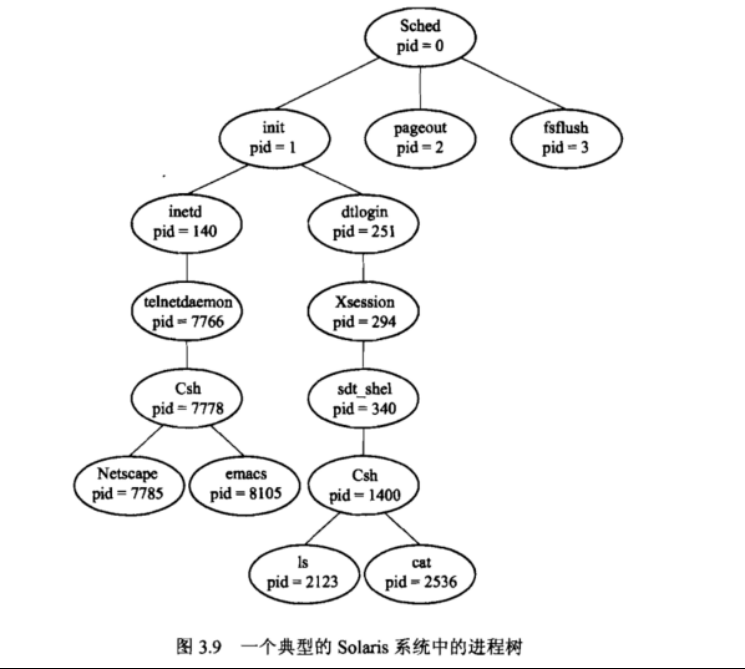 Sched
pid = 0
init
pid = 1
pageout
pid = 2
fsflush
pid = 3
inetd
pid = 140
dtlogin
pid = 251
telnetdaemon
pid = 7766
Xsession
pid = 294
Csh
pid = 7778
sdt_shel
pid = 340
Netscape
pid = 7785
emacs
pid = 8105
Csh
pid = 1400
ls
pid = 2123
cat
pid = 2536
图 3.9 一个典型的 Solaris 系统中的进程树